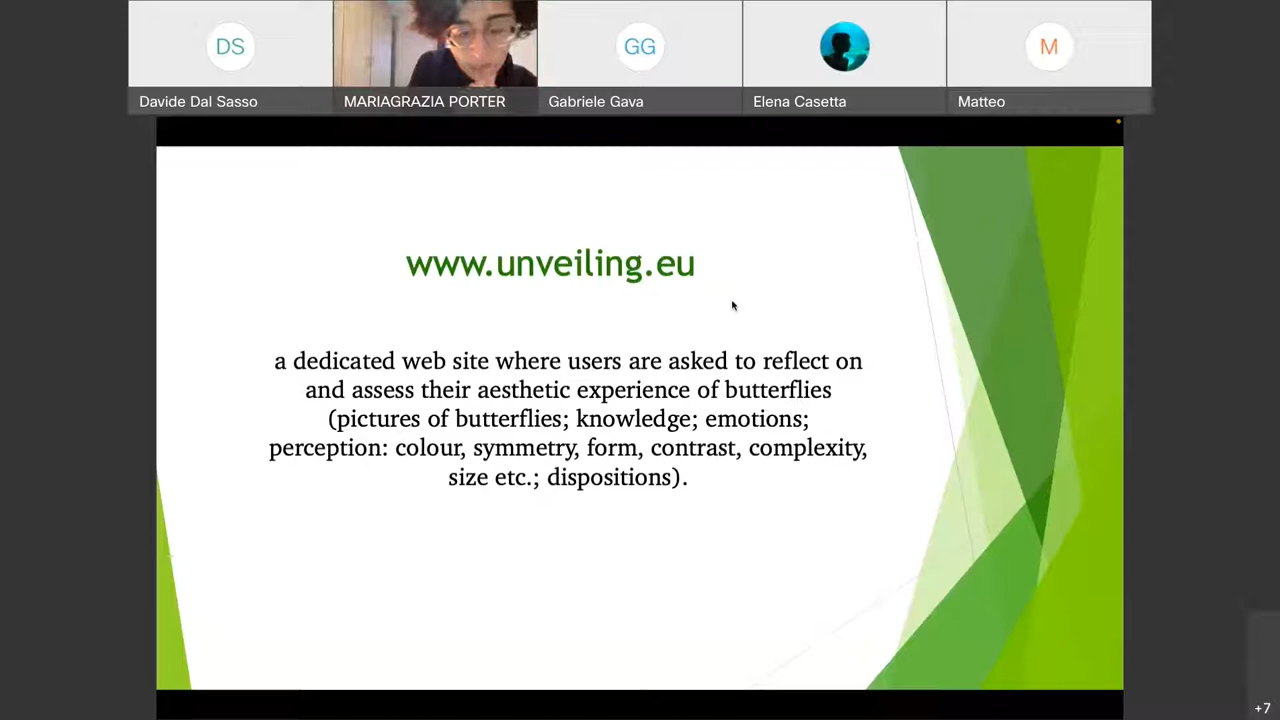 DS
GG
M
Davide Dal Sasso
MARIAGRAZIA PORTER
Gabriele Gava
Elena Casetta
Matteo
www.unveiling.eu
a dedicated web site where users are asked to reflect on
and assess their aesthetic experience of butterflies
(pictures of butterflies; knowledge; emotions;
perception: colour, symmetry, form, contrast, complexity,
size etc.; dispositions).
+7